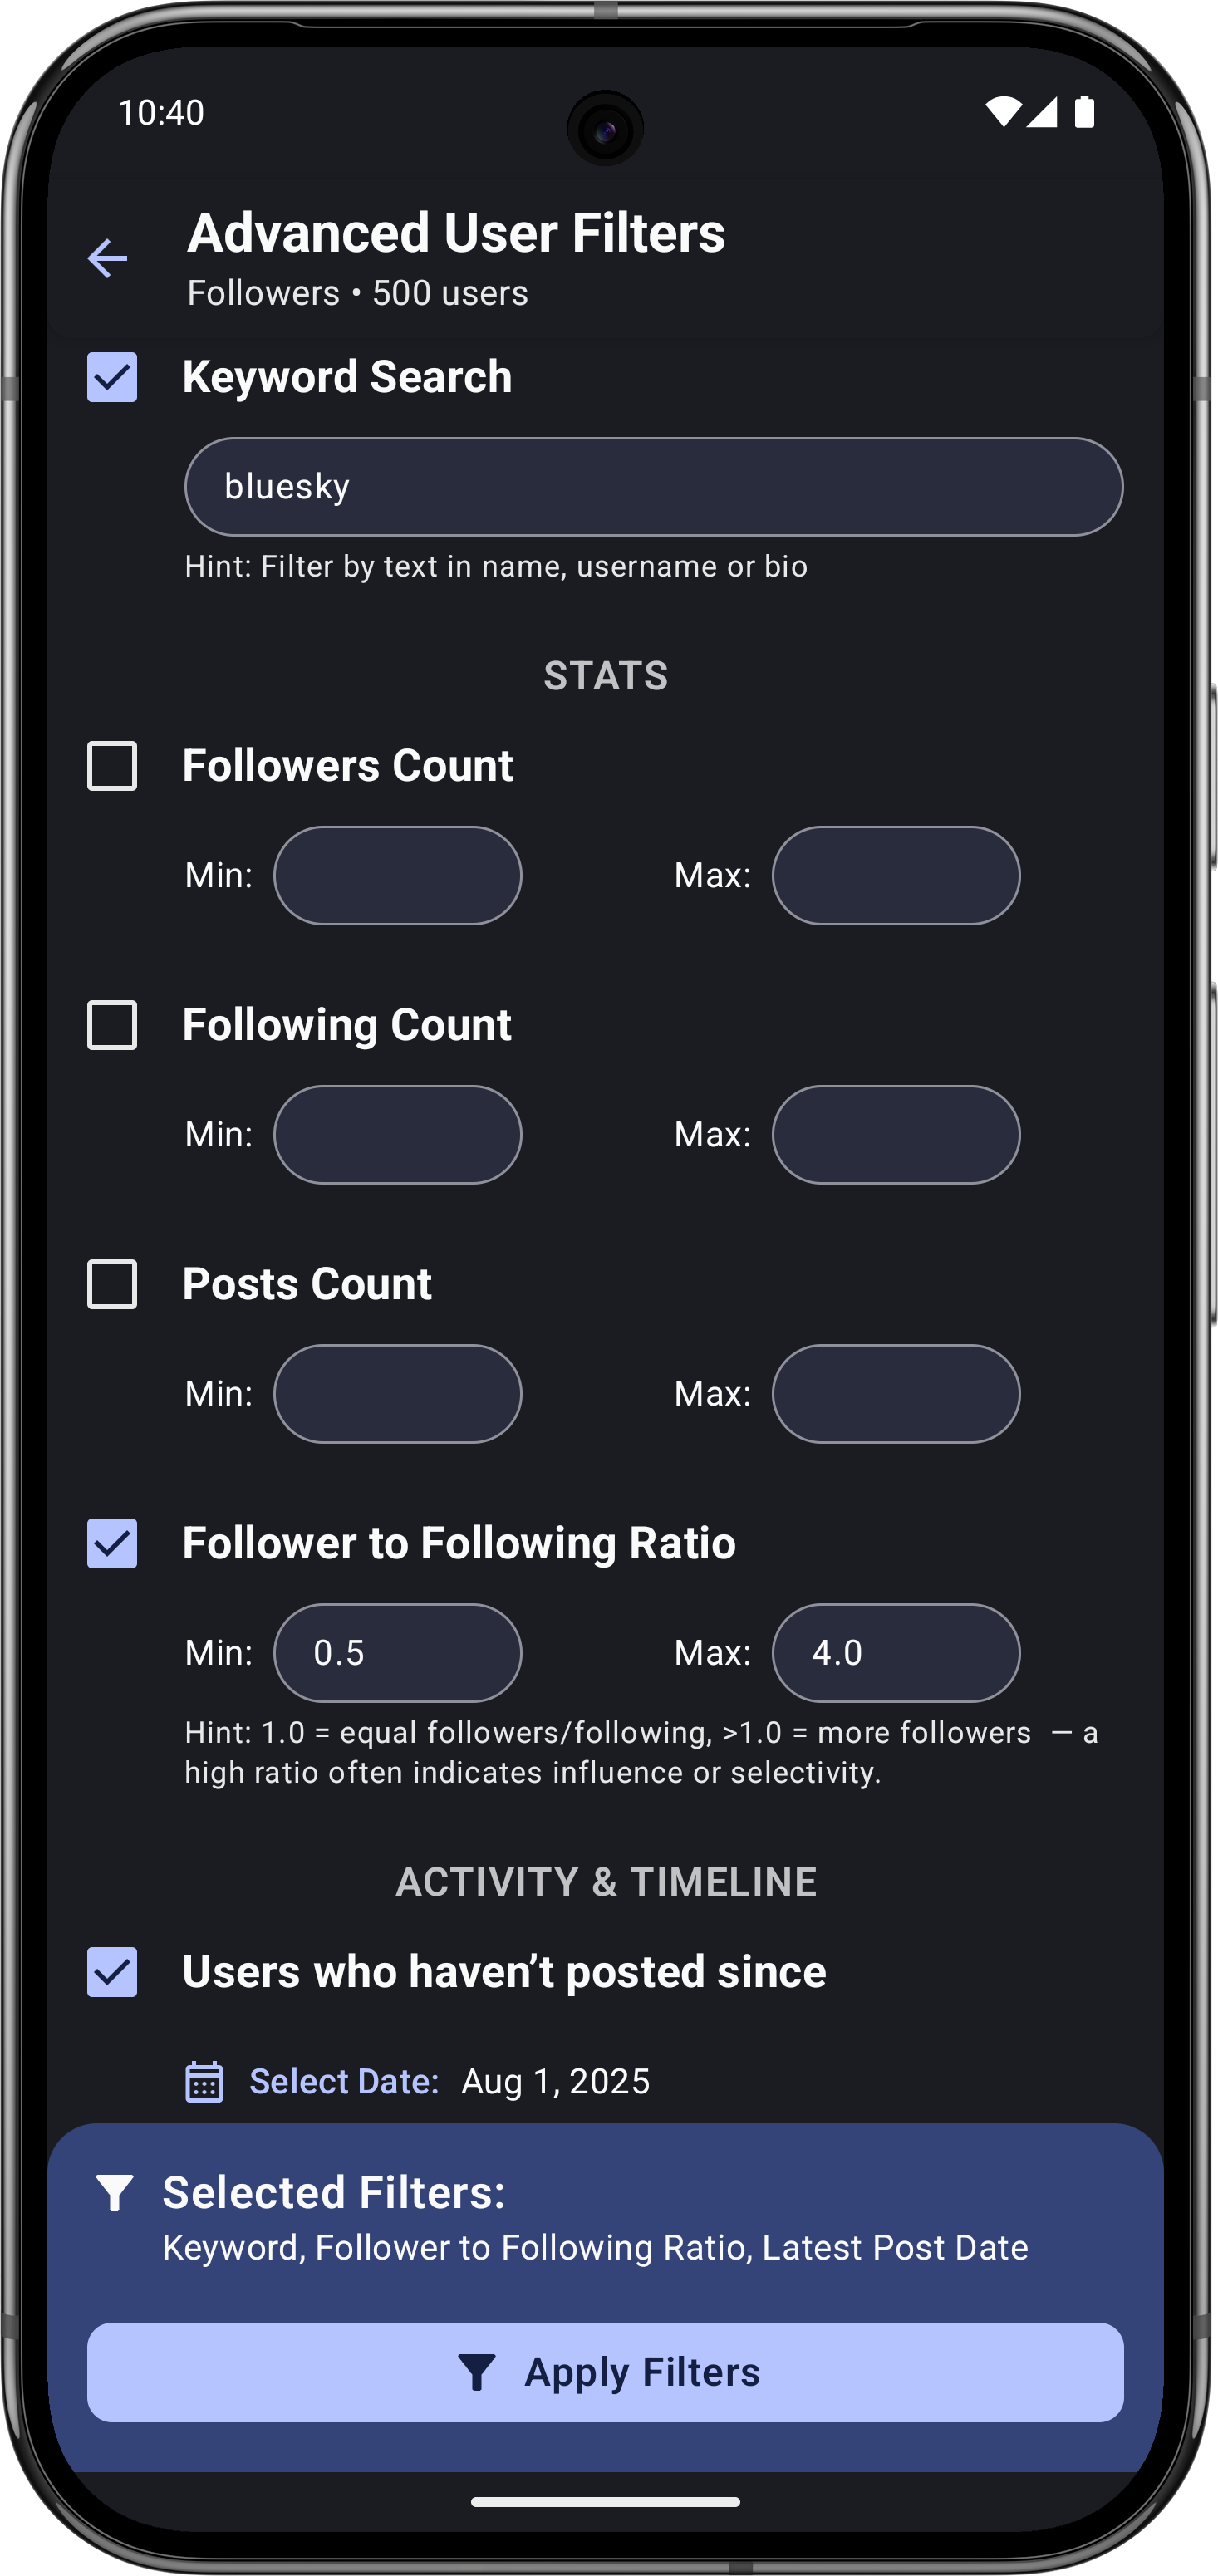 10:40
Advanced User Filters
Followers • 500 users
Keyword Search
bluesky
Hint: Filter by text in name, username or bio
STATS
Followers Count
Min: Max:
Following Count
Min: Max:
Posts Count
Min: Max:
Follower to Following Ratio
Min: 0.5 Max: 4.0
Hint: 1.0 = equal followers/following, >1.0 = more followers — a
high ratio often indicates influence or selectivity.
ACTIVITY & TIMELINE
Users who haven’t posted since
Select Date: Aug 1, 2025
Selected Filters:
Keyword, Follower to Following Ratio, Latest Post Date
Apply Filters